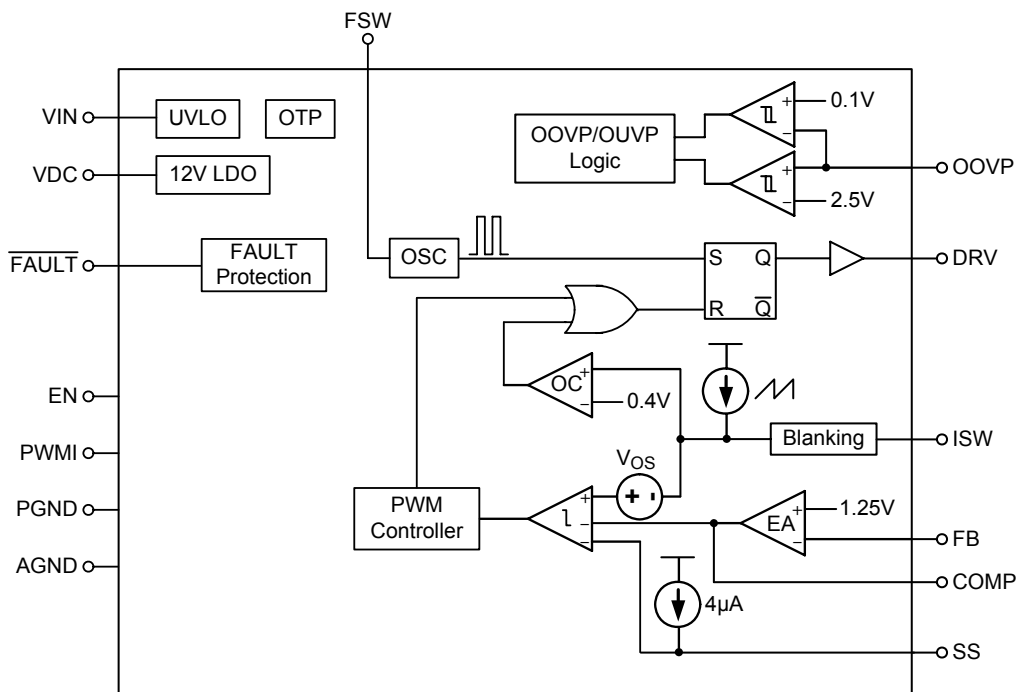 FSW
VIN
UVLO
OTP
0.1V
+
−
OOVP/OUVP
Logic
VDC
12V LDO
OOVP
+
−
2.5V
FAULT
FAULT
Protection
OSC
S
Q
R
Q
DRV
OC
+
−
0.4V
EN
Blanking
ISW
PWMI
VOS
+
-
PWM
Controller
+
−
−
EA
+
−
1.25V
PGND
FB
AGND
COMP
4µA
SS